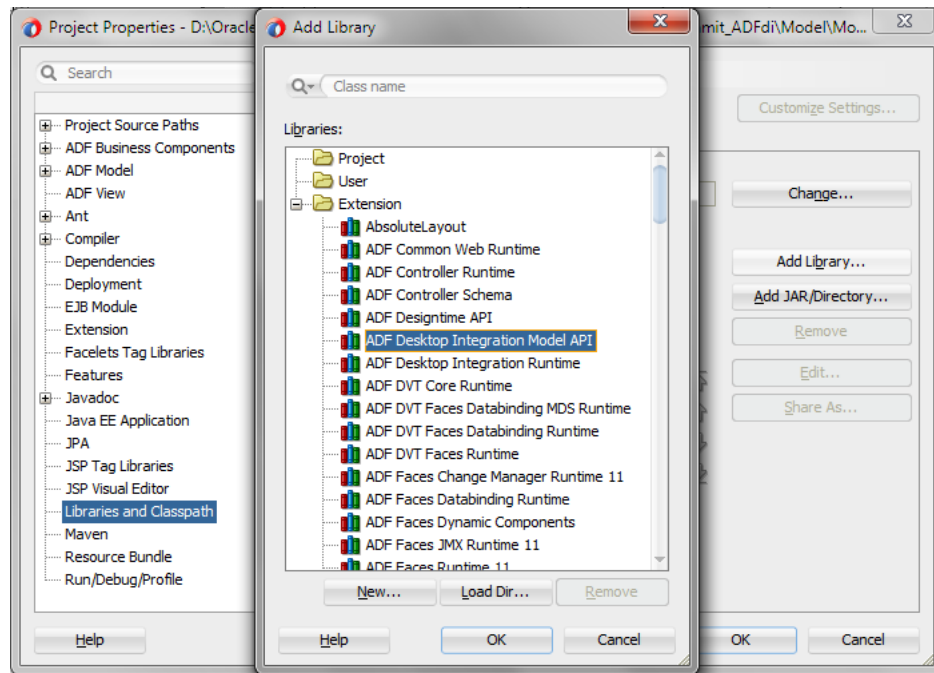 Project Properties - D:\Oracle
Search
Project Source Paths
ADF Business Components
ADF Model
ADF View
Ant
Compiler
Dependencies
Deployment
EJB Module
Extension
Facelets Tag Libraries
Features
Javadoc
Java EE Application
JPA
JSP Tag Libraries
JSP Visual Editor
Libraries and Classpath
Maven
Resource Bundle
Run/Debug/Profile
Help
Add Library
Class name
Libraries:
Project
User
Extension
AbsoluteLayout
ADF Common Web Runtime
ADF Controller Runtime
ADF Controller Schema
ADF Designtime API
ADF Desktop Integration Model API
ADF Desktop Integration Runtime
ADF DVT Core Runtime
ADF DVT Faces Databinding MDS Runtime
ADF DVT Faces Databinding Runtime
ADF DVT Faces Runtime
ADF Faces Change Manager Runtime 11
ADF Faces Databinding Runtime
ADF Faces Dynamic Components
ADF Faces JMX Runtime 11
ADF Faces Runtime 11
New... Load Dir... Remove
Help OK Cancel
mit_ADFdi\Model\Mo...
Customize Settings...
Change...
Add Library...
Add JAR/Directory...
Remove
Edit...
Share As...
OK Cancel